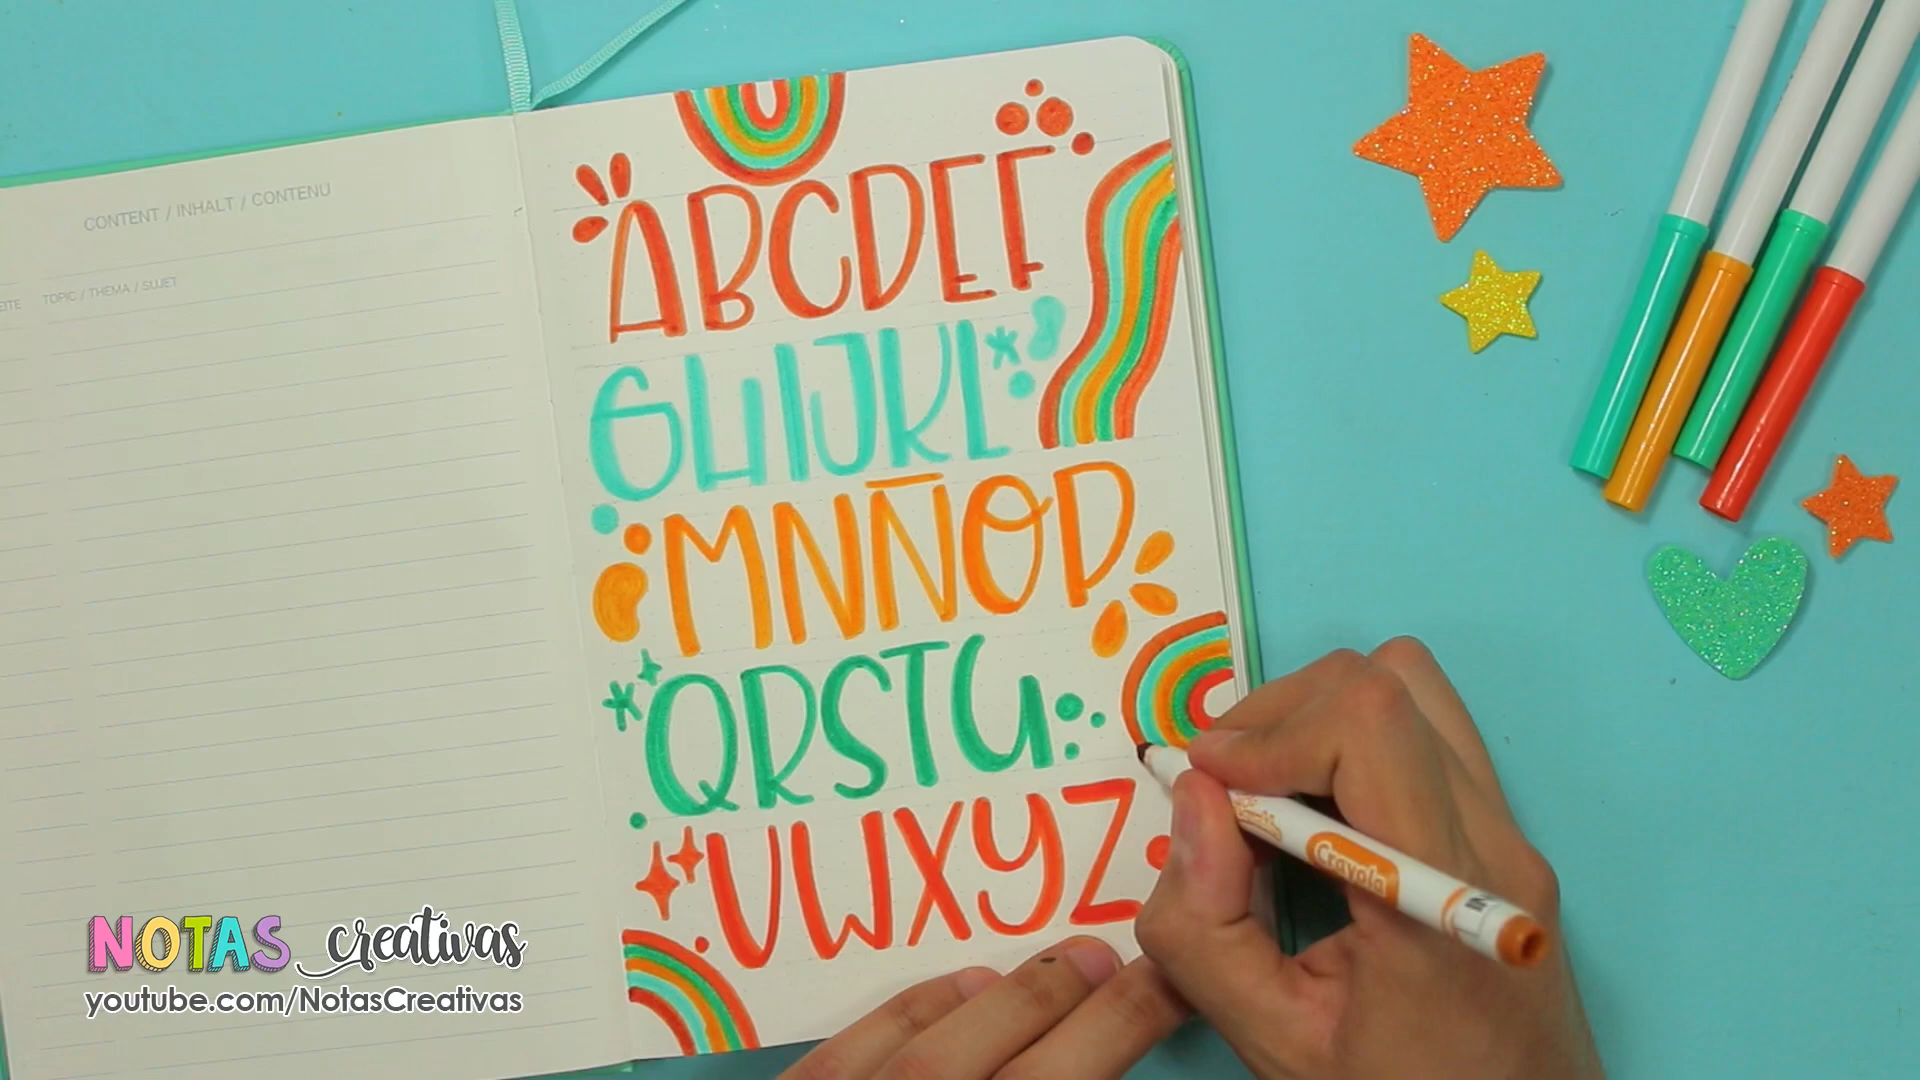 CONTENT / INHALT / CONTENU
TOPIC / THEMA / SUJET
ABCDEF
GHIJKL
MNÑOP
QRSTU
VWXYZ
Crayola
NOTAS creativas
youtube.com/NotasCreativas